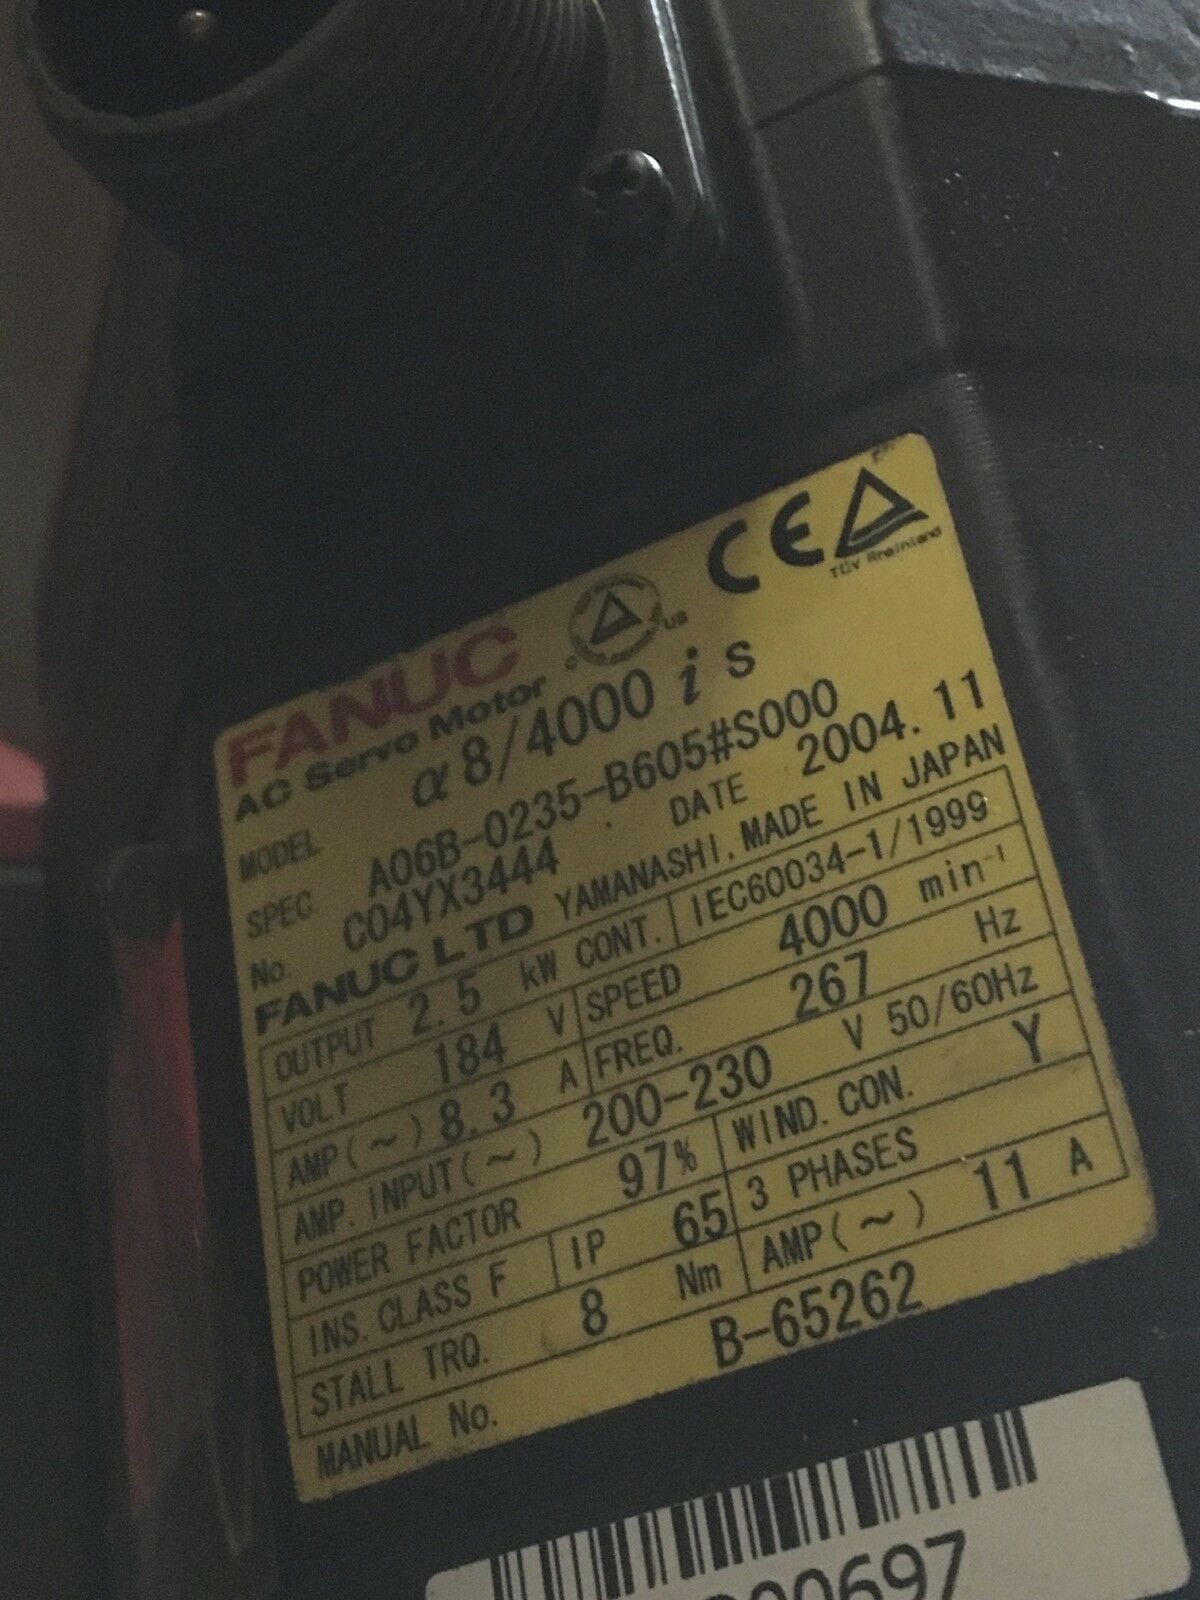 CE
TÜV Rheinland
US
FANUC
AC Servo Motor
MODEL α8/4000 i s
SPEC. A06B-0235-B605#S000
No. C04YX3444 DATE 2004.11
FANUC LTD YAMANASHI, MADE IN JAPAN
OUTPUT 2.5 kW CONT. IEC60034-1/1999
VOLT 184 V SPEED 4000 min⁻¹
AMP(~) 8.3 A FREQ. 267 Hz
AMP. INPUT(~) 200-230 V 50/60Hz
POWER FACTOR 97% WIND. CON. Y
INS. CLASS F IP 65 3 PHASES
STALL TRQ. 8 Nm AMP(~) 11 A
MANUAL No. B-65262